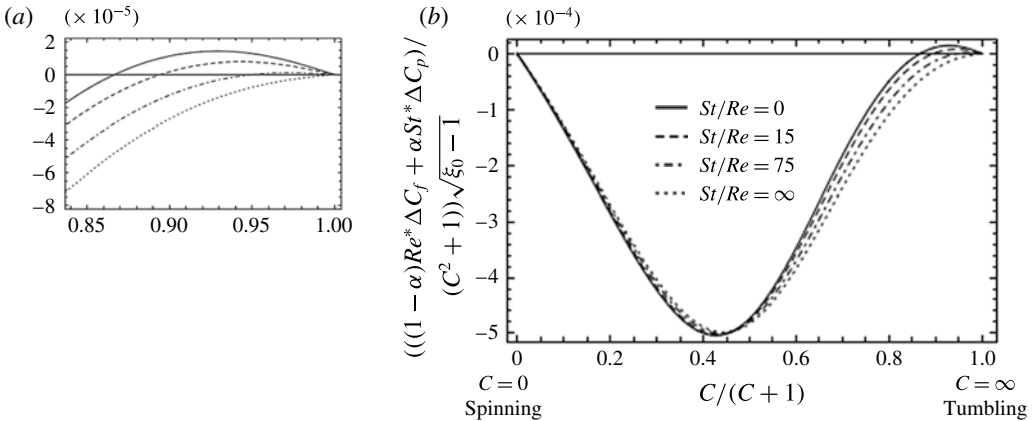 (a) (× 10⁻⁵)
2
0
−2
−4
−6
−8
0.85 0.90 0.95 1.00
(b) (× 10⁻⁴)
(((1 − α)Re* ΔC_f + αSt* ΔC_p)/
(C² + 1))√ξ₀ − 1
0
−1
−2
−3
−4
−5
St/Re = 0
St/Re = 15
St/Re = 75
St/Re = ∞
0 0.2 0.4 0.6 0.8 1.0
C = 0 C/(C + 1) C = ∞
Spinning Tumbling